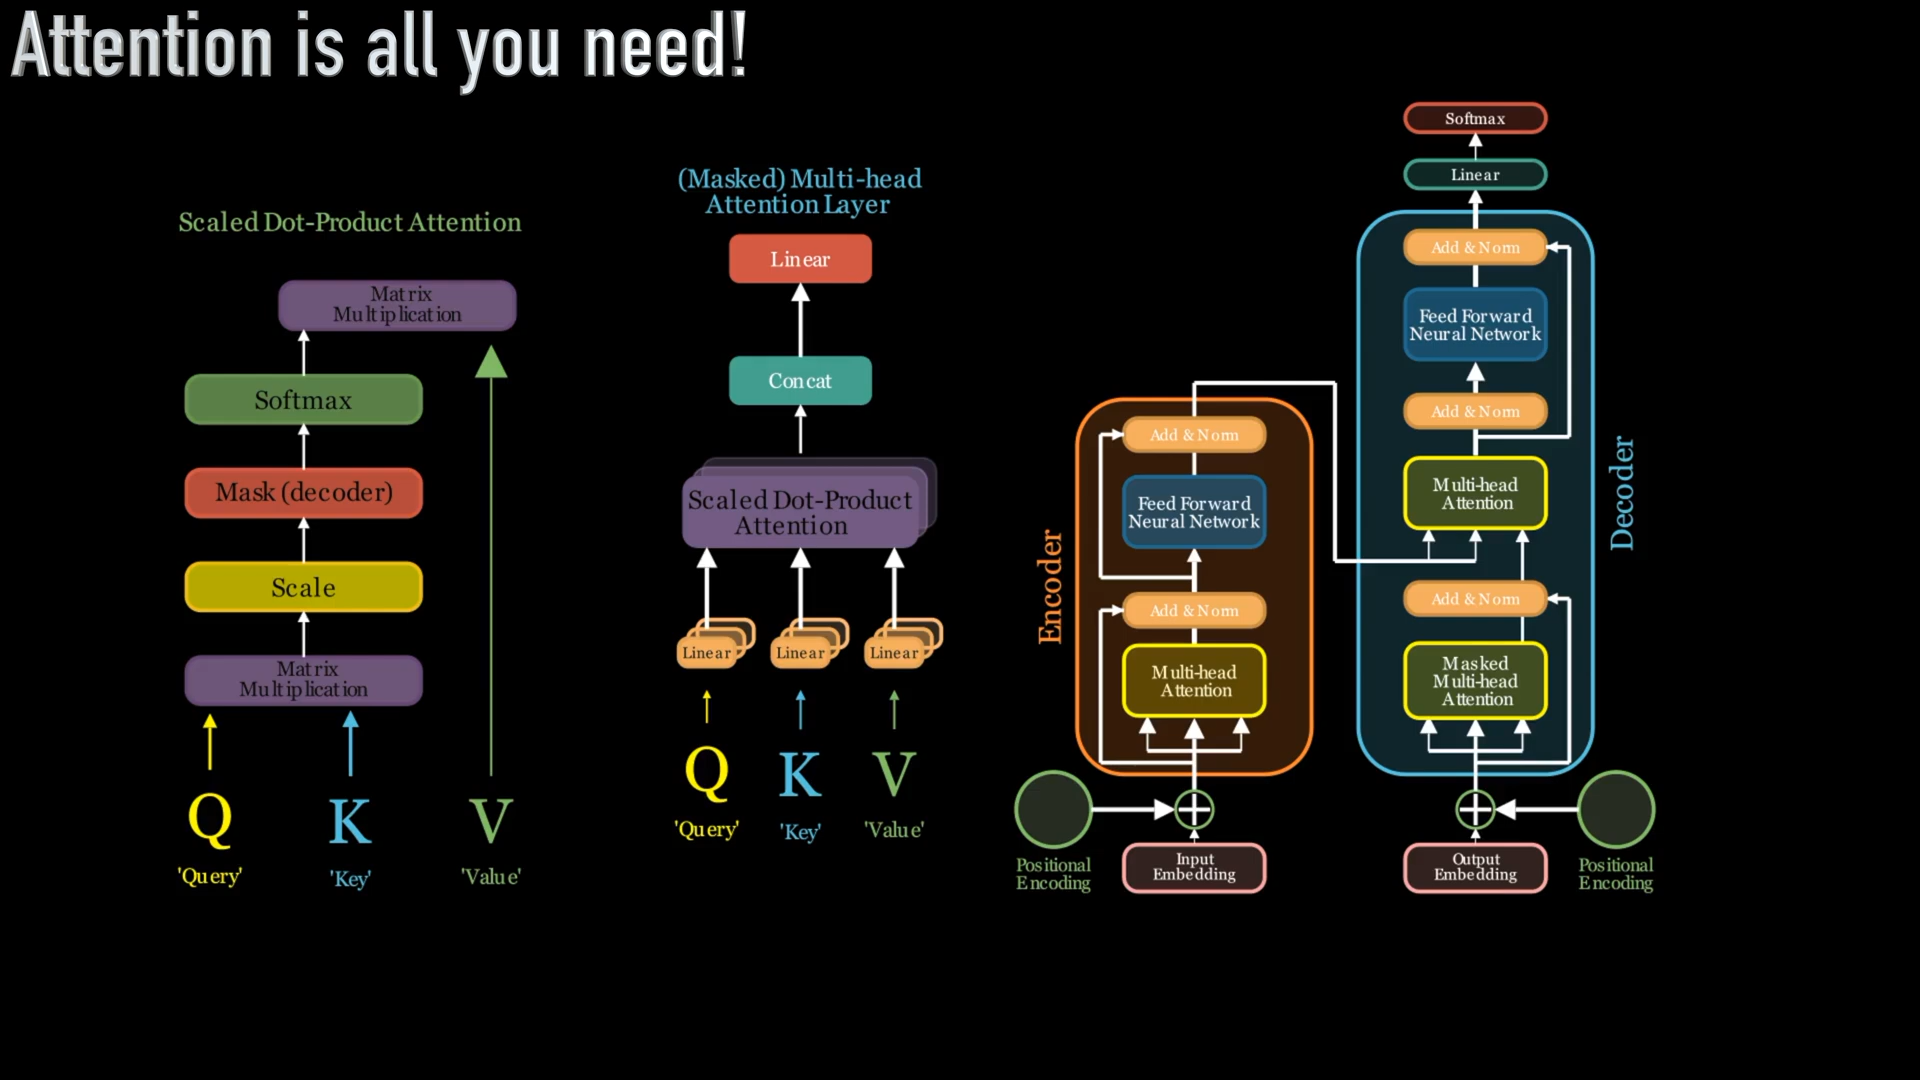 Attention is all you need!
Scaled Dot-Product Attention
Matrix
Multiplication
Softmax
Mask (decoder)
Scale
Matrix
Multiplication
Q
K
V
'Query'
'Key'
'Value'
(Masked) Multi-head
Attention Layer
Linear
Concat
Scaled Dot-Product
Attention
Linear
Linear
Linear
Q
K
V
'Query'
'Key'
'Value'
Encoder
Add & Norm
Feed Forward
Neural Network
Add & Norm
Multi-head
Attention
Positional
Encoding
Input
Embedding
Softmax
Linear
Add & Norm
Feed Forward
Neural Network
Add & Norm
Multi-head
Attention
Add & Norm
Masked
Multi-head
Attention
Decoder
Output
Embedding
Positional
Encoding